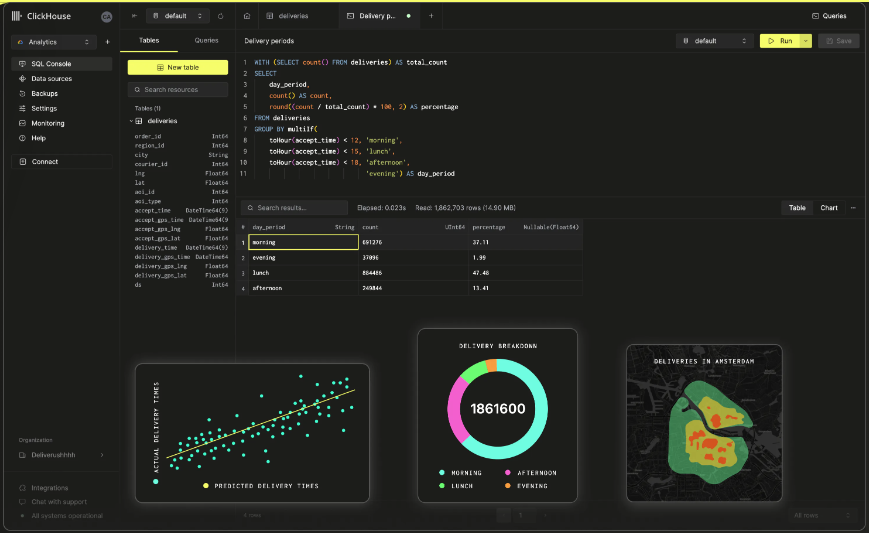 ClickHouse
CA
default
deliveries
Delivery p...
+
Queries
Analytics
+
Tables
Queries
Delivery periods
default
Run
Save
SQL Console
Data sources
Backups
Settings
Monitoring
Help
Connect
New table
Search resources
Tables (1)
deliveries
order_id Int64
region_id Int64
city String
courier_id Int64
lng Float64
lat Float64
aoi_id Int64
aoi_type Int64
accept_time DateTime64(9)
accept_gps_time DateTime64(9
accept_gps_lng Float64
accept_gps_lat Float64
delivery_time DateTime64(9)
delivery_gps_time DateTime64
delivery_gps_lng Float64
delivery_gps_lat Float64
ds Int64
1 WITH (SELECT count() FROM deliveries) AS total_count
2 SELECT
3 day_period,
4 count() AS count,
5 round((count / total_count) * 100, 2) AS percentage
6 FROM deliveries
7 GROUP BY multiIf(
8 toHour(accept_time) < 12, 'morning',
9 toHour(accept_time) < 15, 'lunch',
10 toHour(accept_time) < 18, 'afternoon',
11 'evening') AS day_period
Search results... Elapsed: 0.023s Read: 1,862,703 rows (14.90 MB) Table Chart ...
# day_period String count UInt64 percentage Nullable(Float64)
1 morning 691276 37.11
2 evening 37096 1.99
3 lunch 884486 47.48
4 afternoon 249844 13.41
ACTUAL DELIVERY TIMES
PREDICTED DELIVERY TIMES
DELIVERY BREAKDOWN
1861600
MORNING AFTERNOON
LUNCH EVENING
DELIVERIES IN AMSTERDAM
Organization
Deliverushhhh
Integrations
Chat with support
All systems operational
4 rows
1
All rows